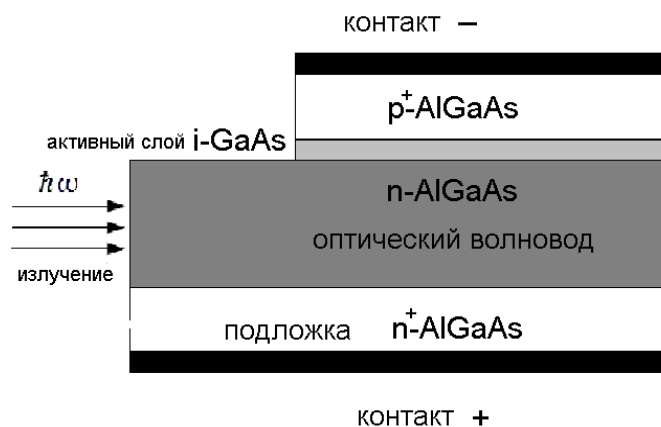 контакт −
p⁺-AlGaAs
активный слой i-GaAs
ħω
n-AlGaAs
оптический волновод
излучение
подложка n⁺-AlGaAs
контакт +